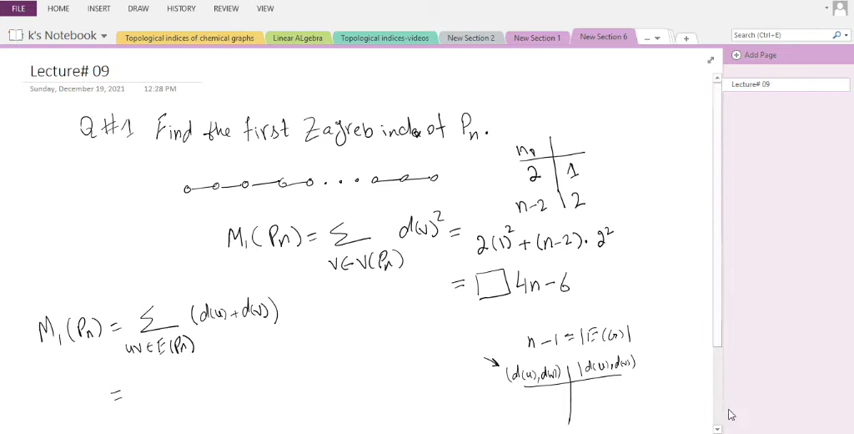 FILE HOME INSERT DRAW HISTORY REVIEW VIEW
k's Notebook Topological indices of chemical graphs Linear ALgebra Topological indices-videos New Section 2 New Section 1 New Section 6 Search (Ctrl+E)
Add Page
Lecture# 09
Lecture# 09
Sunday, December 19, 2021 12:28 PM
Q#1 Find the first Zagreb index of Pn.
2 | 1
n-2 | 2
M₁(Pn) = Σ d(v)² = 2(1)² + (n-2)·2²
v∈V(Pn)
= 4n-6
M₁(Pn) = Σ (d(u)+d(v))
uv∈E(Pn)
n-1 = |E(G)|
(d(u),d(v)) | |d(u),d(v)|
=